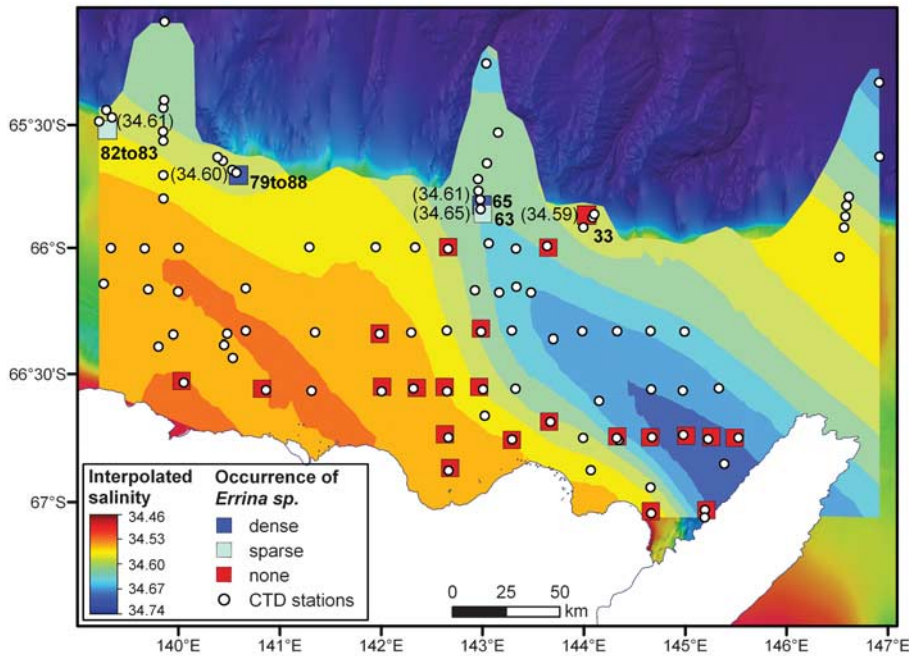 65°30'S
66°S
66°30'S
67°S
(34.61)
82to83
(34.60)
79to88
(34.61)
65
(34.65)
63
(34.59)
33
Interpolated salinity
34.46
34.53
34.60
34.67
34.74
Occurrence of
Errina sp.
dense
sparse
none
CTD stations
0 25 50
km
140°E 141°E 142°E 143°E 144°E 145°E 146°E 147°E